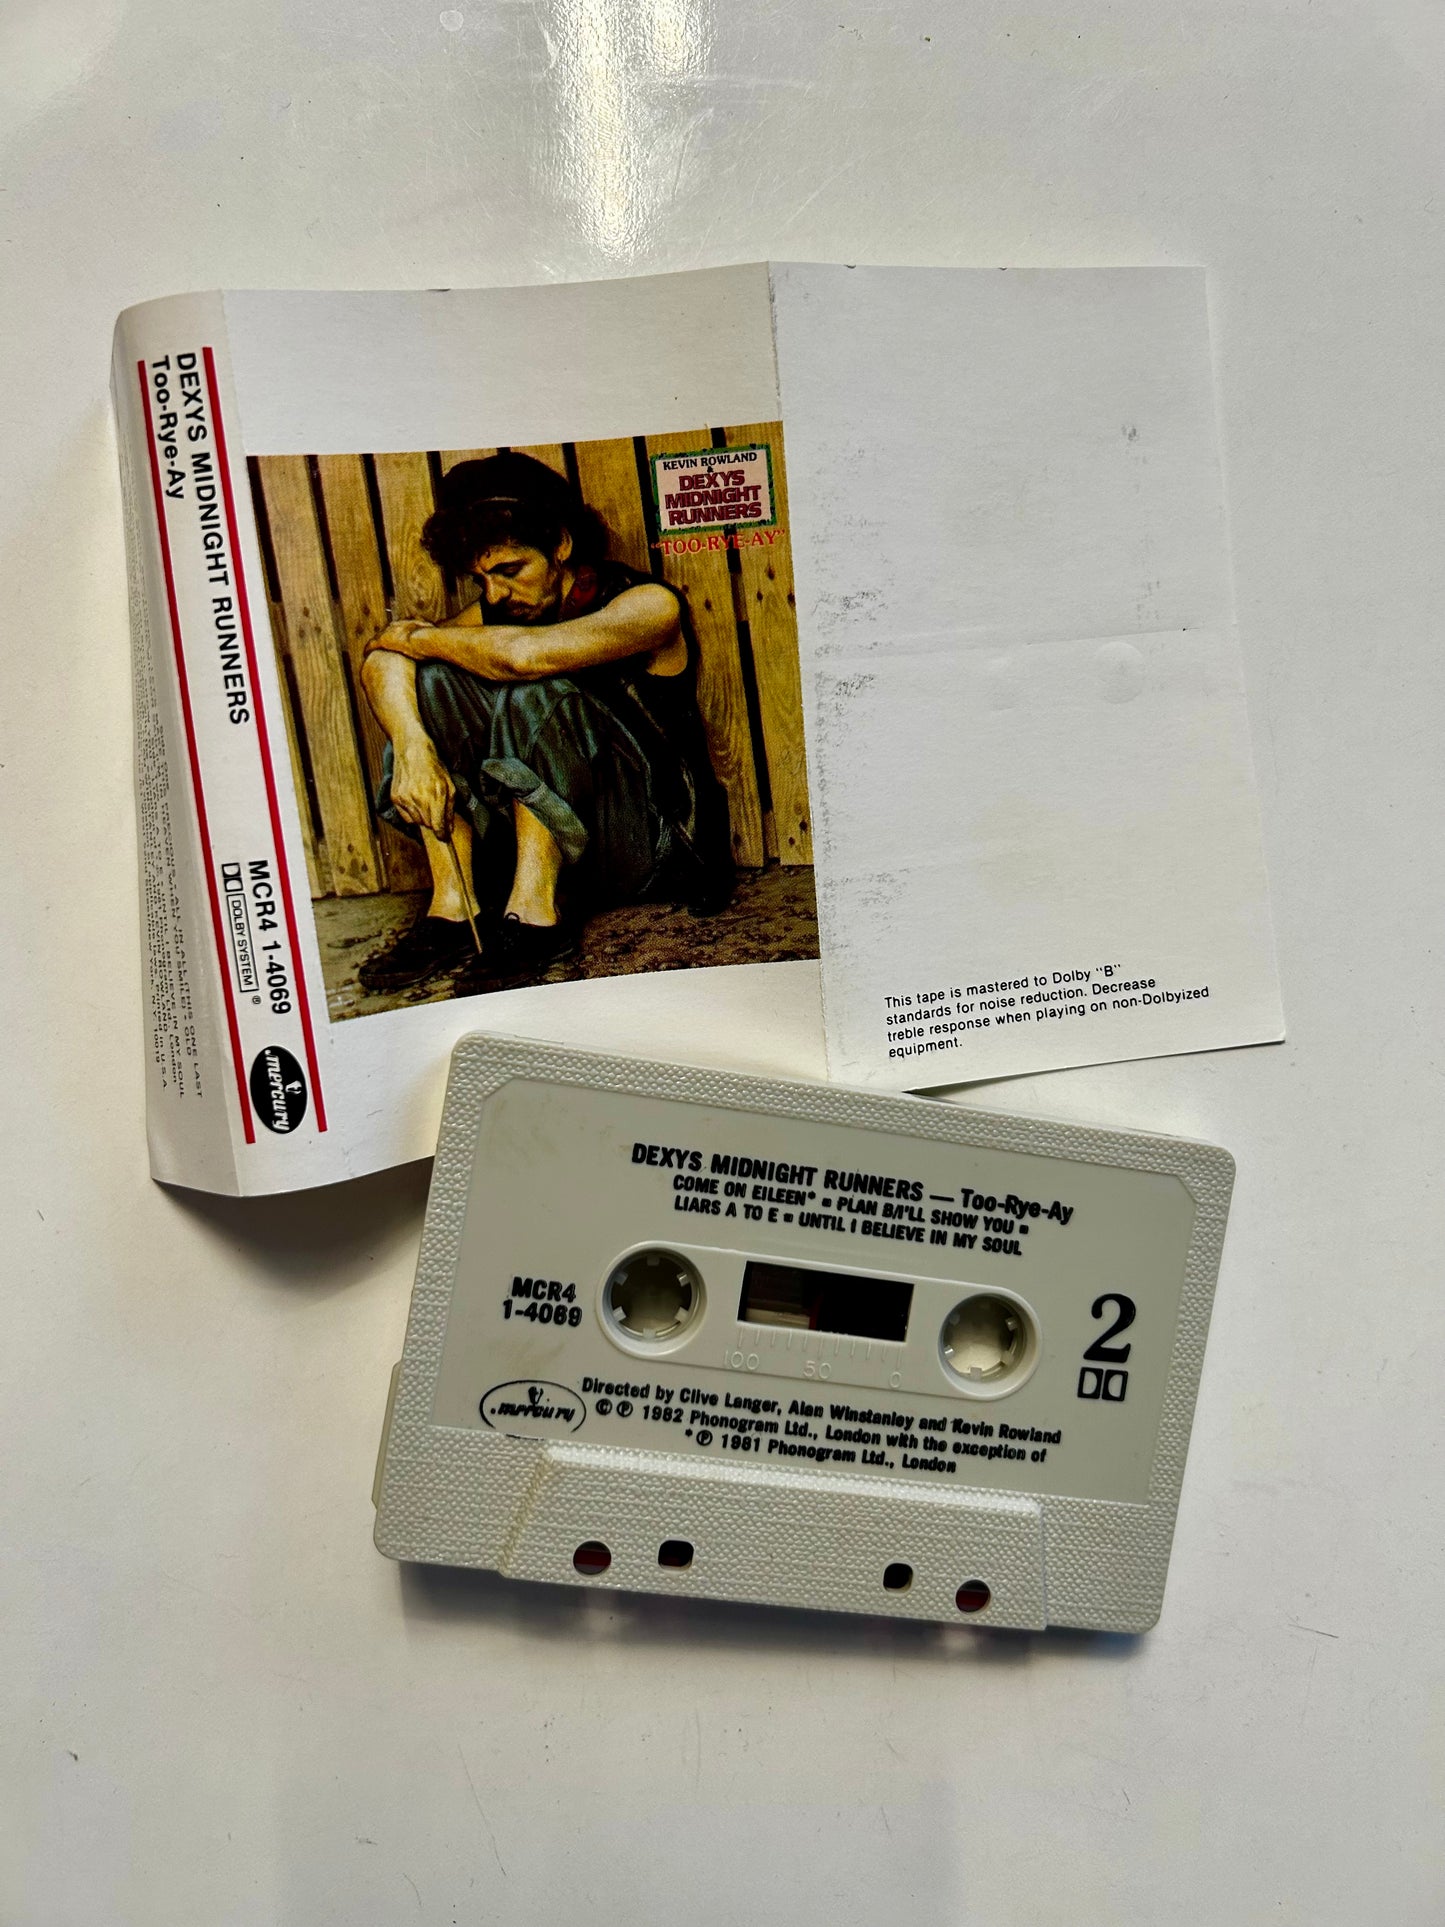 DEXYS MIDNIGHT RUNNERS
Too-Rye-Ay
MCR4 1-4069
DOLBY SYSTEM ®
mercury
KEVIN ROWLAND
&
DEXYS
MIDNIGHT
RUNNERS
"TOO-RYE-AY"
This tape is mastered to Dolby "B"
standards for noise reduction. Decrease
treble response when playing on non-Dolbyized
equipment.
DEXYS MIDNIGHT RUNNERS — Too-Rye-Ay
COME ON EILEEN* ■ PLAN B/I'LL SHOW YOU ■
LIARS A TO E ■ UNTIL I BELIEVE IN MY SOUL
MCR4
1-4069
2
100 50 0
mercury
Directed by Clive Langer, Alan Winstanley and Kevin Rowland
© ℗ 1982 Phonogram Ltd., London with the exception of
*℗ 1981 Phonogram Ltd., London